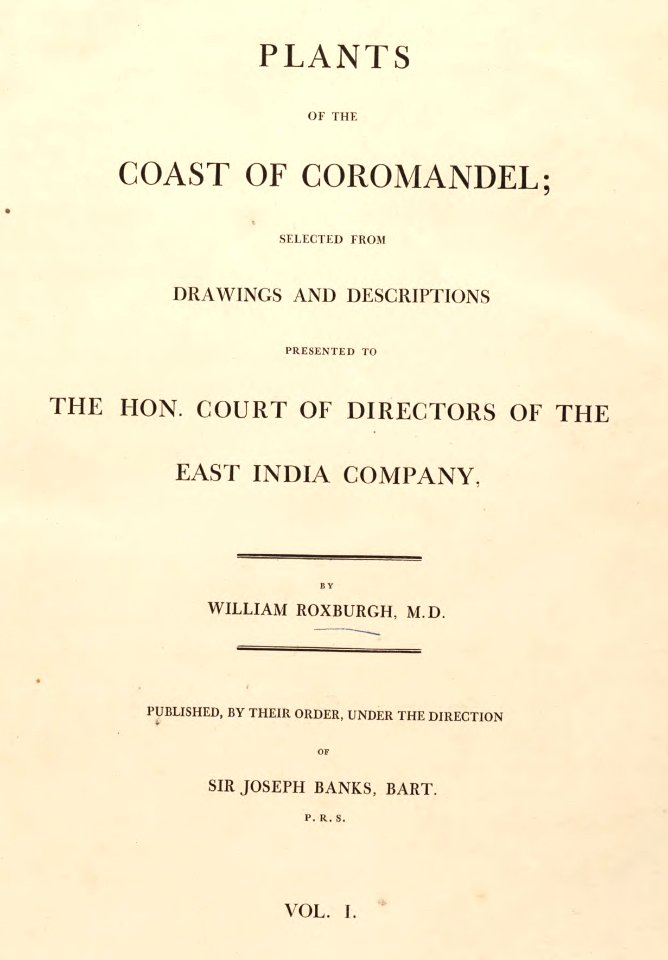 PLANTS
OF THE
COAST OF COROMANDEL;
SELECTED FROM
DRAWINGS AND DESCRIPTIONS
PRESENTED TO
THE HON. COURT OF DIRECTORS OF THE
EAST INDIA COMPANY,
BY
WILLIAM ROXBURGH, M.D.
PUBLISHED, BY THEIR ORDER, UNDER THE DIRECTION
OF
SIR JOSEPH BANKS, BART.
P. R. S.
VOL. I.